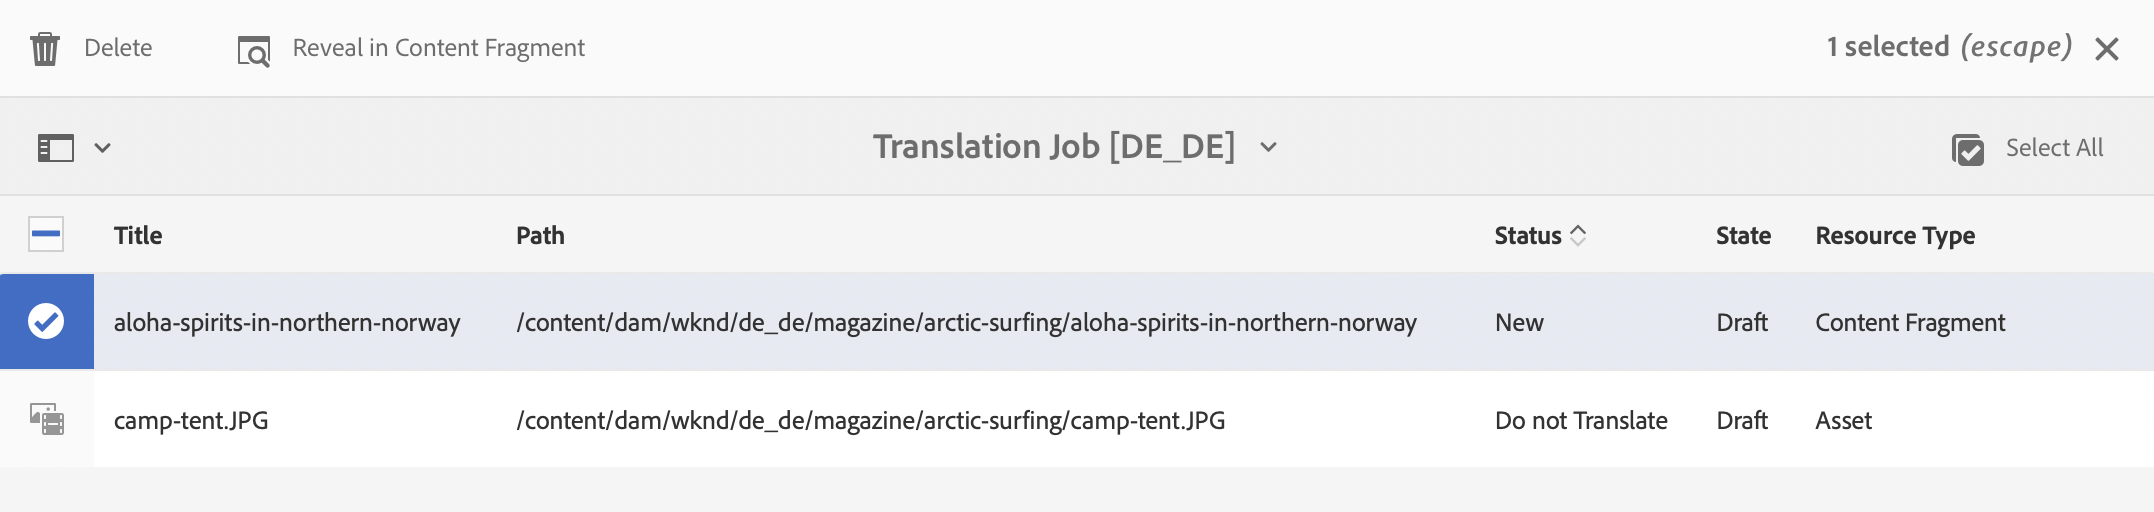 Delete Reveal in Content Fragment 1 selected (escape)
Translation Job [DE_DE] Select All
Title Path Status State Resource Type
aloha-spirits-in-northern-norway /content/dam/wknd/de_de/magazine/arctic-surfing/aloha-spirits-in-northern-norway New Draft Content Fragment
camp-tent.JPG /content/dam/wknd/de_de/magazine/arctic-surfing/camp-tent.JPG Do not Translate Draft Asset